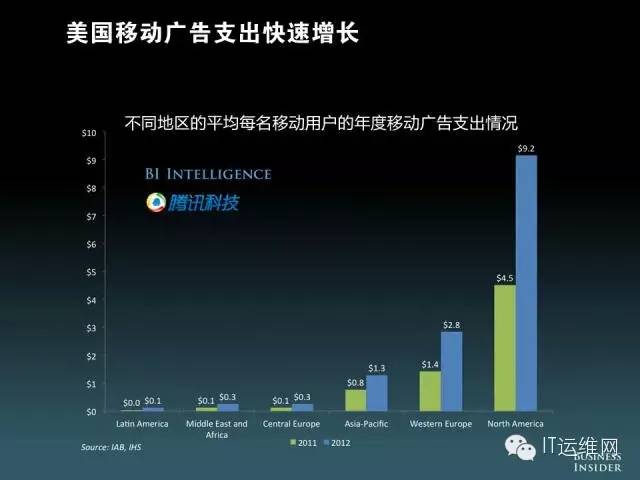 美国移动广告支出快速增长
不同地区的平均每名移动用户的年度移动广告支出情况
$10
$9
$8
$7
$6
$5
$4
$3
$2
$1
$0
BI INTELLIGENCE
腾讯科技
$0.0 $0.1
$0.1 $0.3
$0.1 $0.3
$0.8 $1.3
$1.4 $2.8
$4.5 $9.2
Latin America
Middle East and
Africa
Central Europe
Asia-Pacific
Western Europe
North America
2011 2012
Source: IAB, IHS
IT运维网
BUSINESS
INSIDER